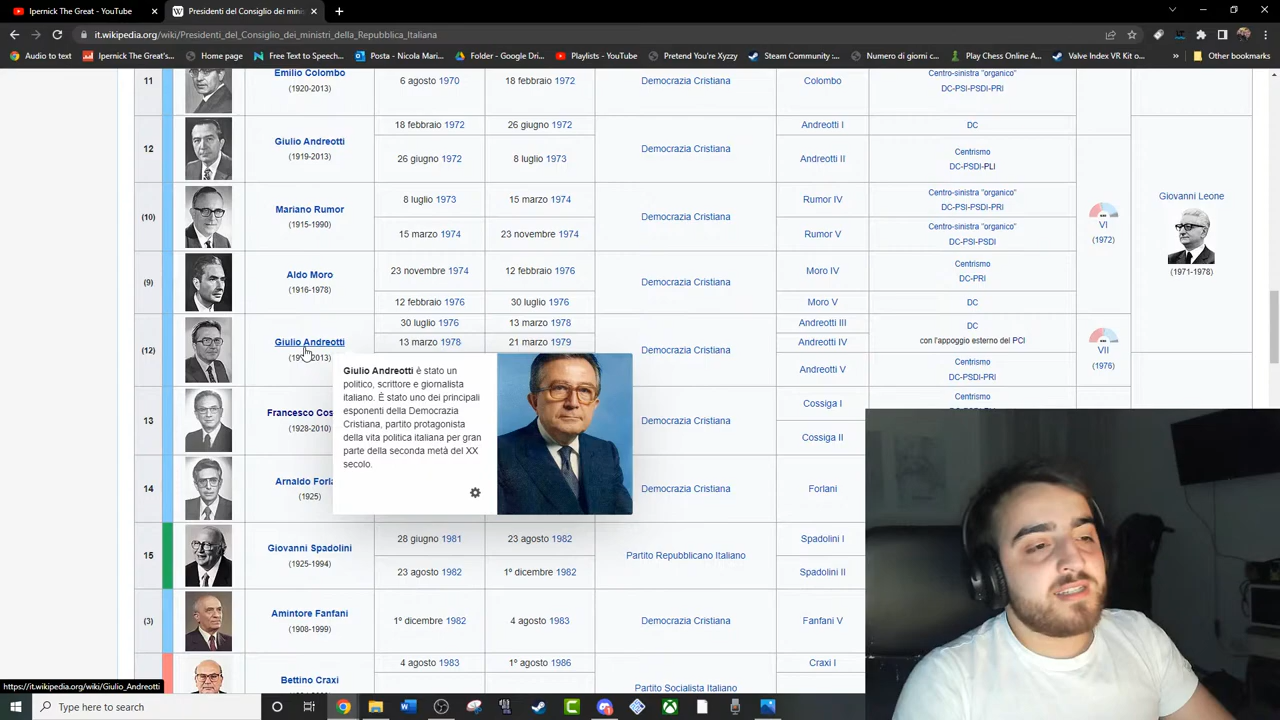 Ipernick The Great - YouTube
Presidenti del Consiglio dei mini
it.wikipedia.org/wiki/Presidenti_del_Consiglio_dei_ministri_della_Repubblica_Italiana
Audio to text
Home page
Free Text to Speech...
Posta - Nicola Mari...
Folder - Google Dri...
Playlists - YouTube
Pretend You're Xyzzy
Steam Community:...
Numero di giorni c...
Play Chess Online A...
Valve Index VR Kit o...
Other bookmarks
11
Emilio Colombo
(1920-2013)
6 agosto 1970
18 febbraio 1972
Democrazia Cristiana
Colombo
Centro-sinistra "organico"
DC-PSI-PSDI-PRI
12
Giulio Andreotti
(1919-2013)
18 febbraio 1972
26 giugno 1972
Democrazia Cristiana
Andreotti I
DC
26 giugno 1972
8 luglio 1973
Andreotti II
Centrismo
DC-PSDI-PLI
(10)
Mariano Rumor
(1915-1990)
8 luglio 1973
15 marzo 1974
Democrazia Cristiana
Rumor IV
Centro-sinistra "organico"
DC-PSI-PSDI-PRI
15 marzo 1974
23 novembre 1974
Rumor V
Centro-sinistra "organico"
DC-PSI-PSDI
VI
(1972)
Giovanni Leone
(1971-1978)
(9)
Aldo Moro
(1916-1978)
23 novembre 1974
12 febbraio 1976
Democrazia Cristiana
Moro IV
Centrismo
DC-PRI
12 febbraio 1976
30 luglio 1976
Moro V
DC
(12)
Giulio Andreotti
30 luglio 1976
13 marzo 1978
Democrazia Cristiana
Andreotti III
DC
con l'appoggio esterno del PCI
13 marzo 1978
21 marzo 1979
Andreotti IV
Andreotti V
Centrismo
DC-PSDI-PRI
VII
(1976)
Giulio Andreotti è stato un
politico, scrittore e giornalista
italiano. È stato uno dei principali
esponenti della Democrazia
Cristiana, partito protagonista
della vita politica italiana per gran
parte della seconda metà del XX
secolo.
13
Francesco Cos
(1928-2010)
Democrazia Cristiana
Cossiga I
Centrismo
Cossiga II
14
Arnaldo Forla
(1925)
Democrazia Cristiana
Forlani
15
Giovanni Spadolini
(1925-1994)
28 giugno 1981
23 agosto 1982
Partito Repubblicano Italiano
Spadolini I
23 agosto 1982
1º dicembre 1982
Spadolini II
(3)
Amintore Fanfani
(1908-1999)
1º dicembre 1982
4 agosto 1983
Democrazia Cristiana
Fanfani V
Bettino Craxi
4 agosto 1983
1º agosto 1986
Partito Socialista Italiano
Craxi I
https://it.wikipedia.org/wiki/Giulio_Andreotti
Type here to search